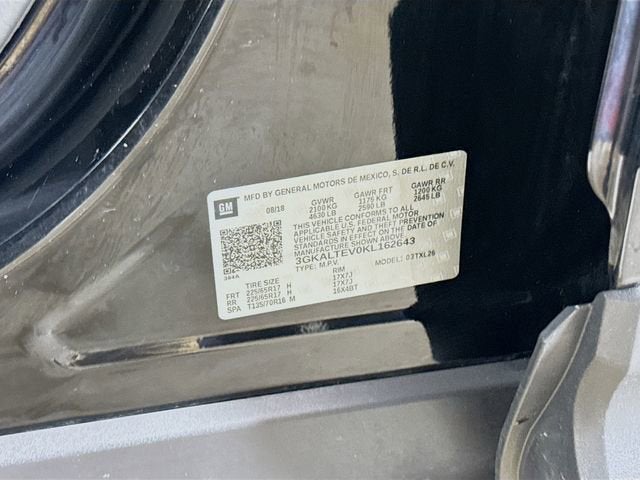 GM
MFD BY GENERAL MOTORS DE MEXICO, S. DE R.L. DE C.V.
08/18 GVWR GAWR FRT GAWR RR
2100 KG 1175 KG 1200 KG
4630 LB 2590 LB 2645 LB
THIS VEHICLE CONFORMS TO ALL
APPLICABLE U.S. FEDERAL MOTOR
VEHICLE SAFETY AND THEFT PREVENTION
STANDARDS IN EFFECT ON THE DATE OF
MANUFACTURE SHOWN ABOVE.
3GKALTEV0KL162643
TYPE: M.P.V. MODEL: 03TXL26
TIRE SIZE RIM
FRT 225/65R17 H 17X7J
RR 225/65R17 H 17X7J
SPA T135/70R16 M 16X4BT